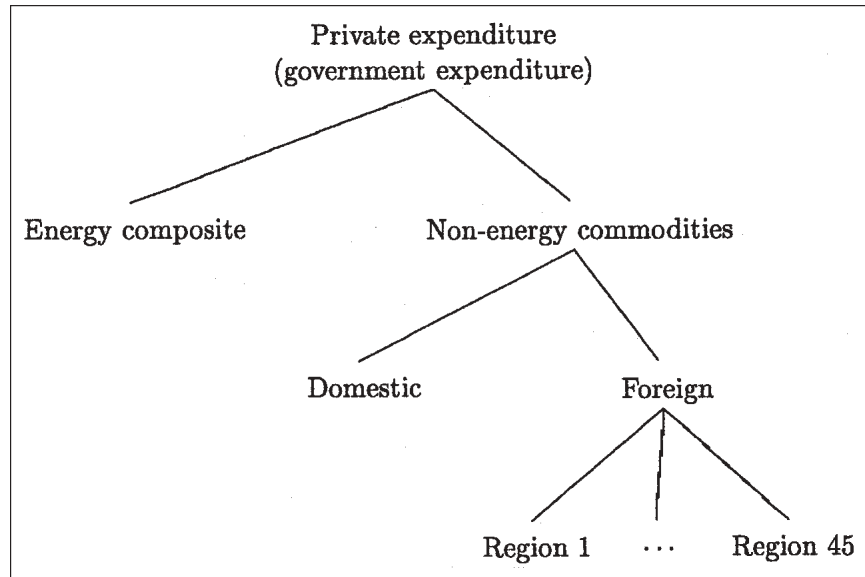 Private expenditure
(government expenditure)
Energy composite
Non-energy commodities
Domestic
Foreign
Region 1
...
Region 45